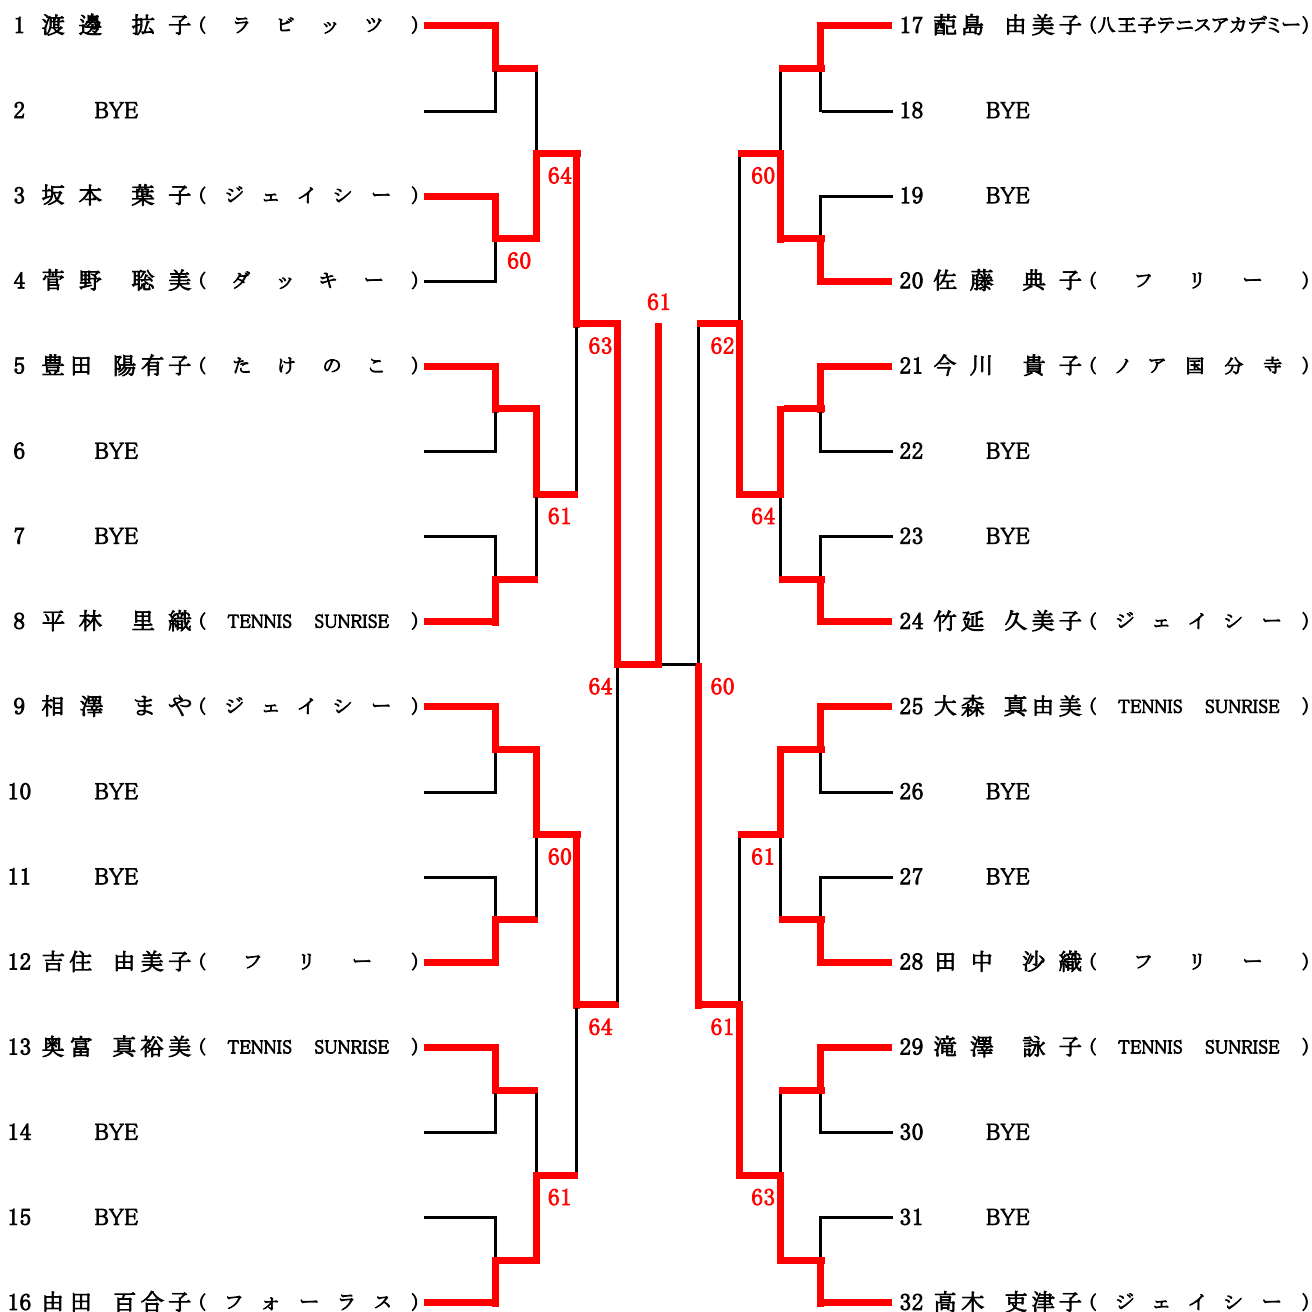 1 渡邊 拡子(ラビッツ)
2 BYE
3 坂本 葉子(ジェイシー)
4 菅野 聡美(ダッキー)
5 豊田 陽有子(たけのこ)
6 BYE
7 BYE
8 平林 里織(TENNIS SUNRISE)
9 相澤 まや(ジェイシー)
10 BYE
11 BYE
12 吉住 由美子(フリー)
13 奥富 真裕美(TENNIS SUNRISE)
14 BYE
15 BYE
16 由田 百合子(フォーラス)
64
60
63
61
64
60
64
61
61
60
62
64
60
61
61
63
17 蓜島 由美子(八王子テニスアカデミー)
18 BYE
19 BYE
20 佐藤 典子(フリー)
21 今川 貴子(ノア国分寺)
22 BYE
23 BYE
24 竹延 久美子(ジェイシー)
25 大森 真由美(TENNIS SUNRISE)
26 BYE
27 BYE
28 田中 沙織(フリー)
29 滝澤 詠子(TENNIS SUNRISE)
30 BYE
31 BYE
32 高木 吏津子(ジェイシー)